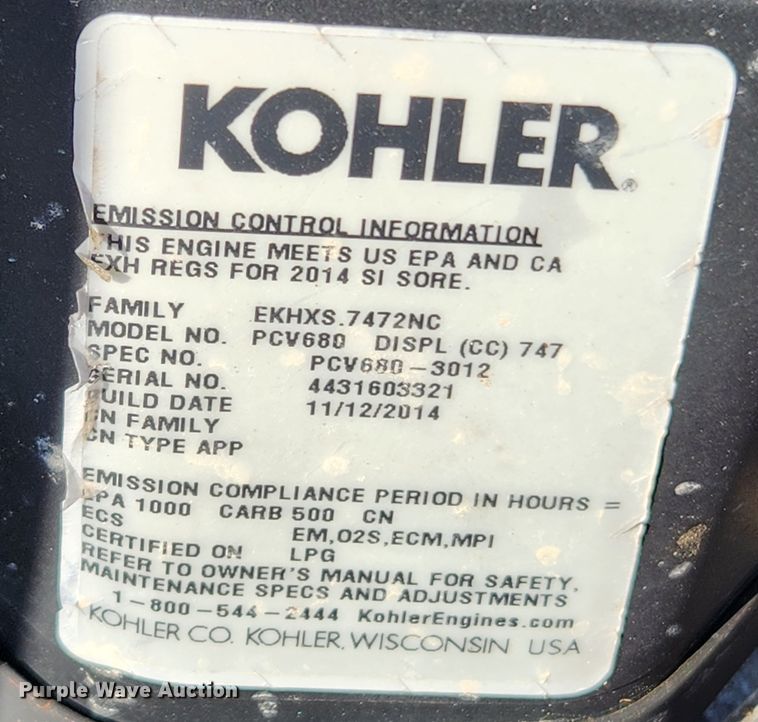 KOHLER®
EMISSION CONTROL INFORMATION
THIS ENGINE MEETS US EPA AND CA
EXH REGS FOR 2014 SI SORE.
FAMILY EKHXS.7472NC
MODEL NO. PCV680 DISPL (CC) 747
SPEC NO. PCV680-3012
SERIAL NO. 4431603321
BUILD DATE 11/12/2014
CN FAMILY
CN TYPE APP
EMISSION COMPLIANCE PERIOD IN HOURS =
EPA 1000 CARB 500 CN
ECS EM,O2S,ECM,MPI
CERTIFIED ON LPG
REFER TO OWNER'S MANUAL FOR SAFETY,
MAINTENANCE SPECS AND ADJUSTMENTS
1-800-544-2444 KohlerEngines.com
KOHLER CO. KOHLER, WISCONSIN USA
Purple Wave Auction